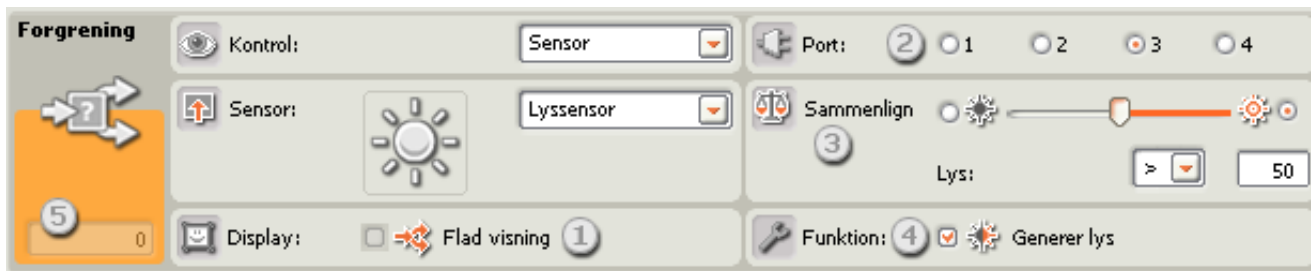 Forgrening
Kontrol: Sensor
Port: 2 1 2 3 4
Sensor: Lyssensor
Sammenlign
3
Lys: > 50
5
0
Display: Flad visning 1
Funktion: 4 Generer lys